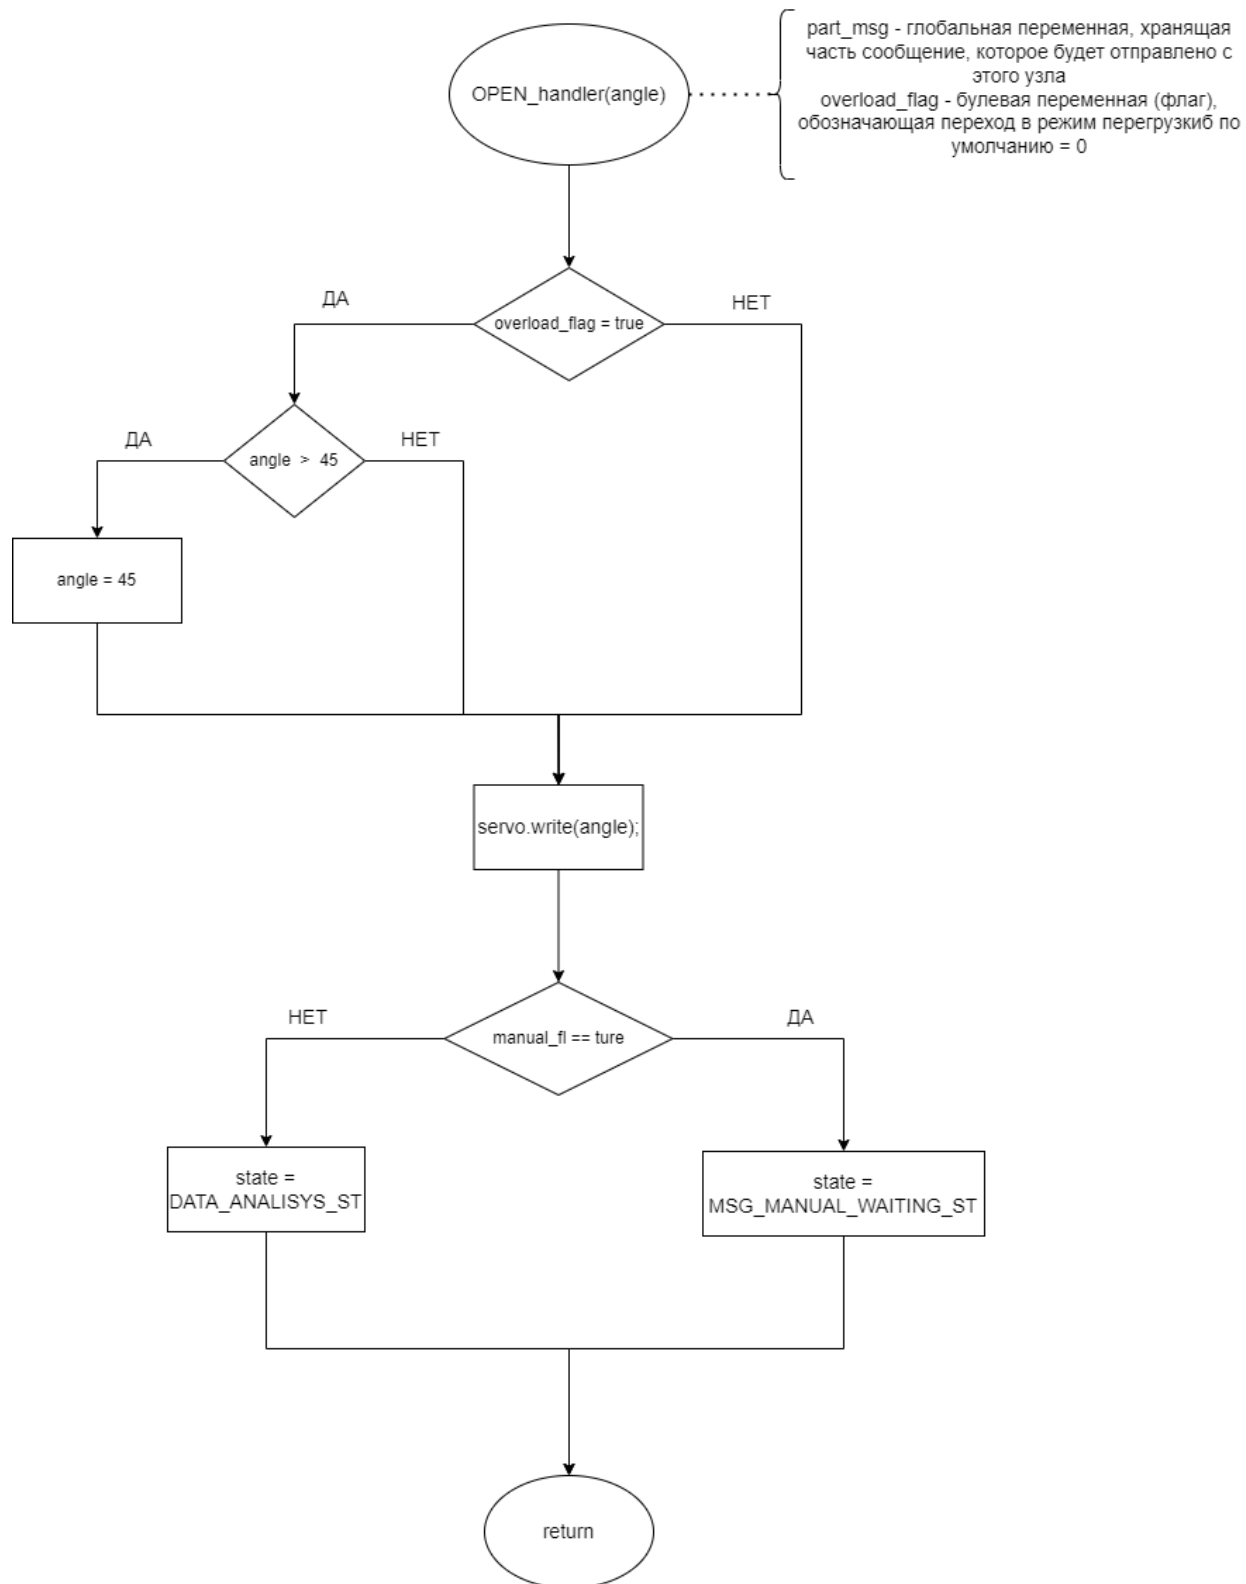 part_msg - глобальная переменная, хранящая
часть сообщение, которое будет отправлено с
этого узла
overload_flag - булевая переменная (флаг),
обозначающая переход в режим перегрузкиб по
умолчанию = 0
OPEN_handler(angle)
ДА
НЕТ
overload_flag = true
ДА
НЕТ
angle > 45
angle = 45
servo.write(angle);
НЕТ
ДА
manual_fl == ture
state =
DATA_ANALISYS_ST
state =
MSG_MANUAL_WAITING_ST
return